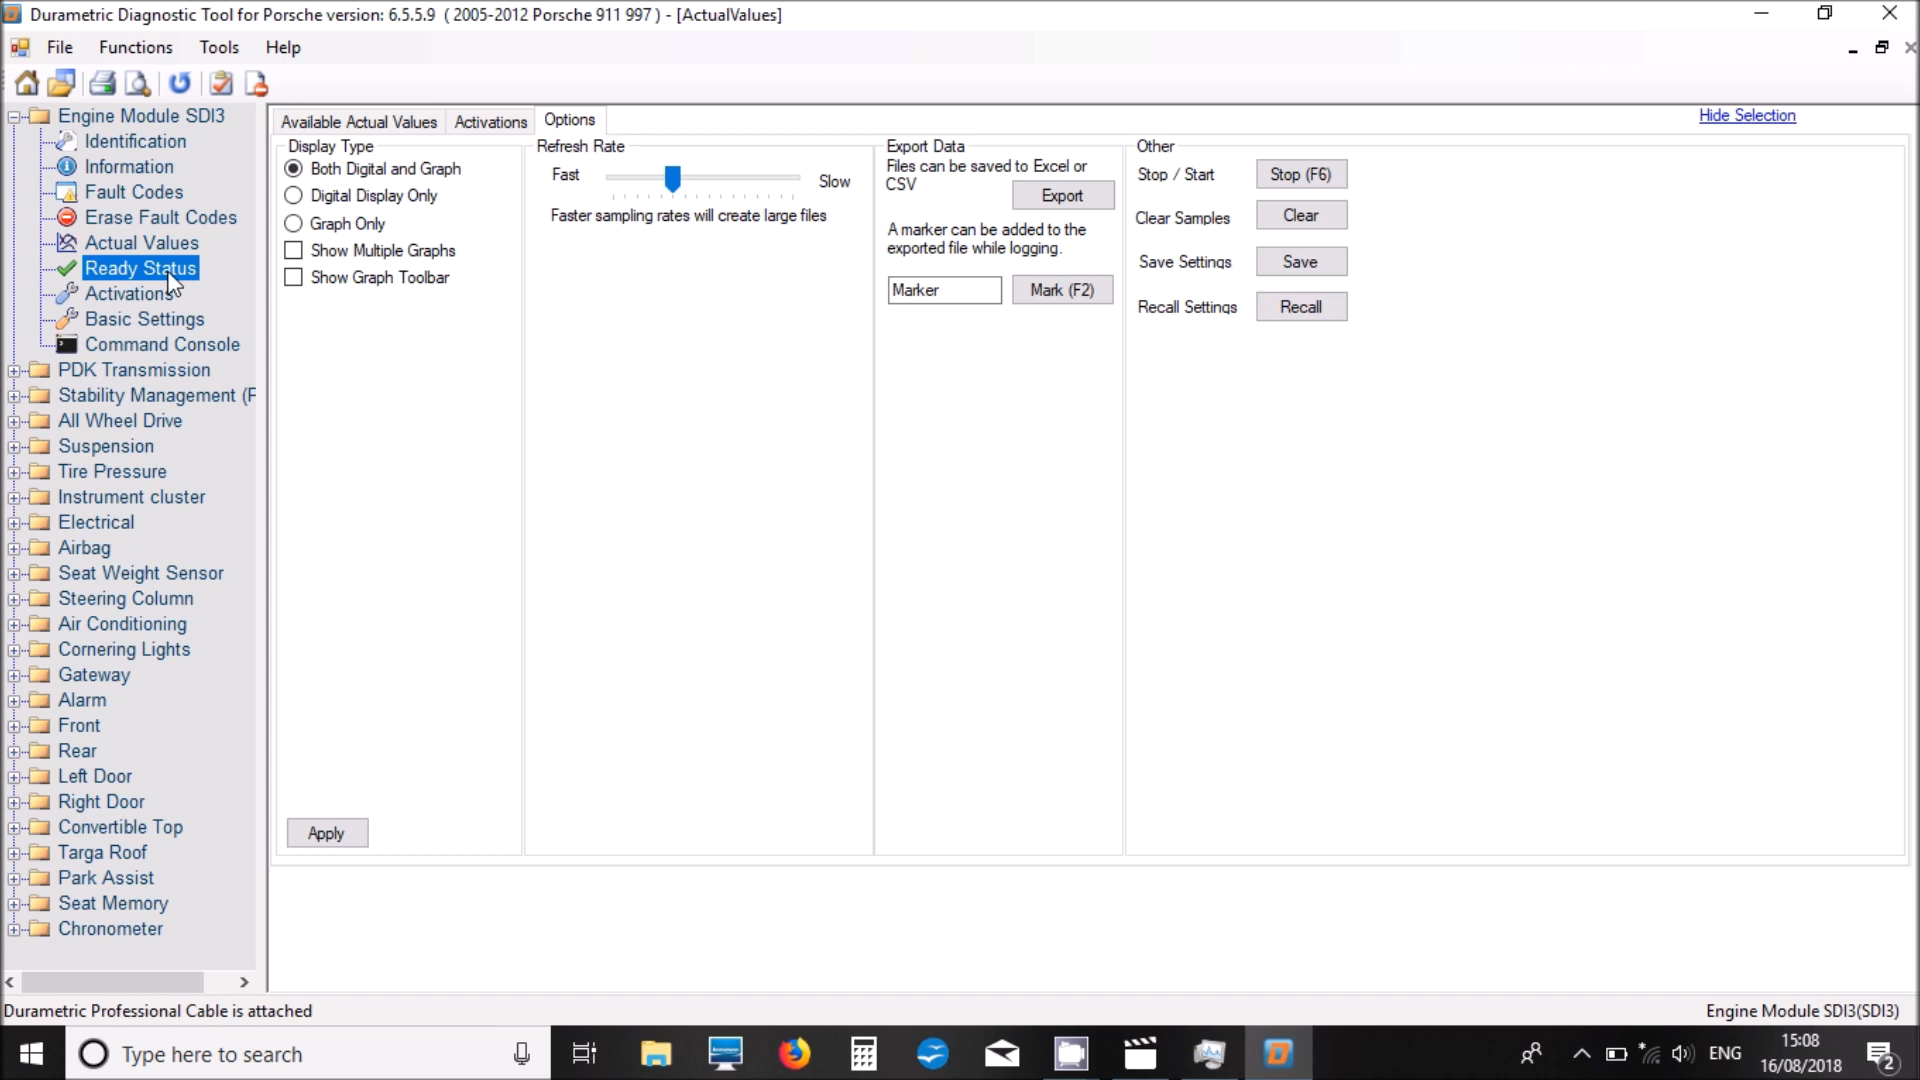 Durametric Diagnostic Tool for Porsche version: 6.5.5.9 ( 2005-2012 Porsche 911 997 ) - [ActualValues]
File Functions Tools Help
Engine Module SDI3
Identification
Information
Fault Codes
Erase Fault Codes
Actual Values
Ready Status
Activations
Basic Settings
Command Console
PDK Transmission
Stability Management (P
All Wheel Drive
Suspension
Tire Pressure
Instrument cluster
Electrical
Airbag
Seat Weight Sensor
Steering Column
Air Conditioning
Cornering Lights
Gateway
Alarm
Front
Rear
Left Door
Right Door
Convertible Top
Targa Roof
Park Assist
Seat Memory
Chronometer
Available Actual Values Activations Options
Hide Selection
Display Type
Both Digital and Graph
Digital Display Only
Graph Only
Show Multiple Graphs
Show Graph Toolbar
Apply
Refresh Rate
Fast Slow
Faster sampling rates will create large files
Export Data
Files can be saved to Excel or
CSV
Export
A marker can be added to the
exported file while logging.
Marker Mark (F2)
Other
Stop / Start Stop (F6)
Clear Samples Clear
Save Settings Save
Recall Settings Recall
Durametric Professional Cable is attached
Engine Module SDI3(SDI3)
Type here to search
ENG
15:08
16/08/2018
2